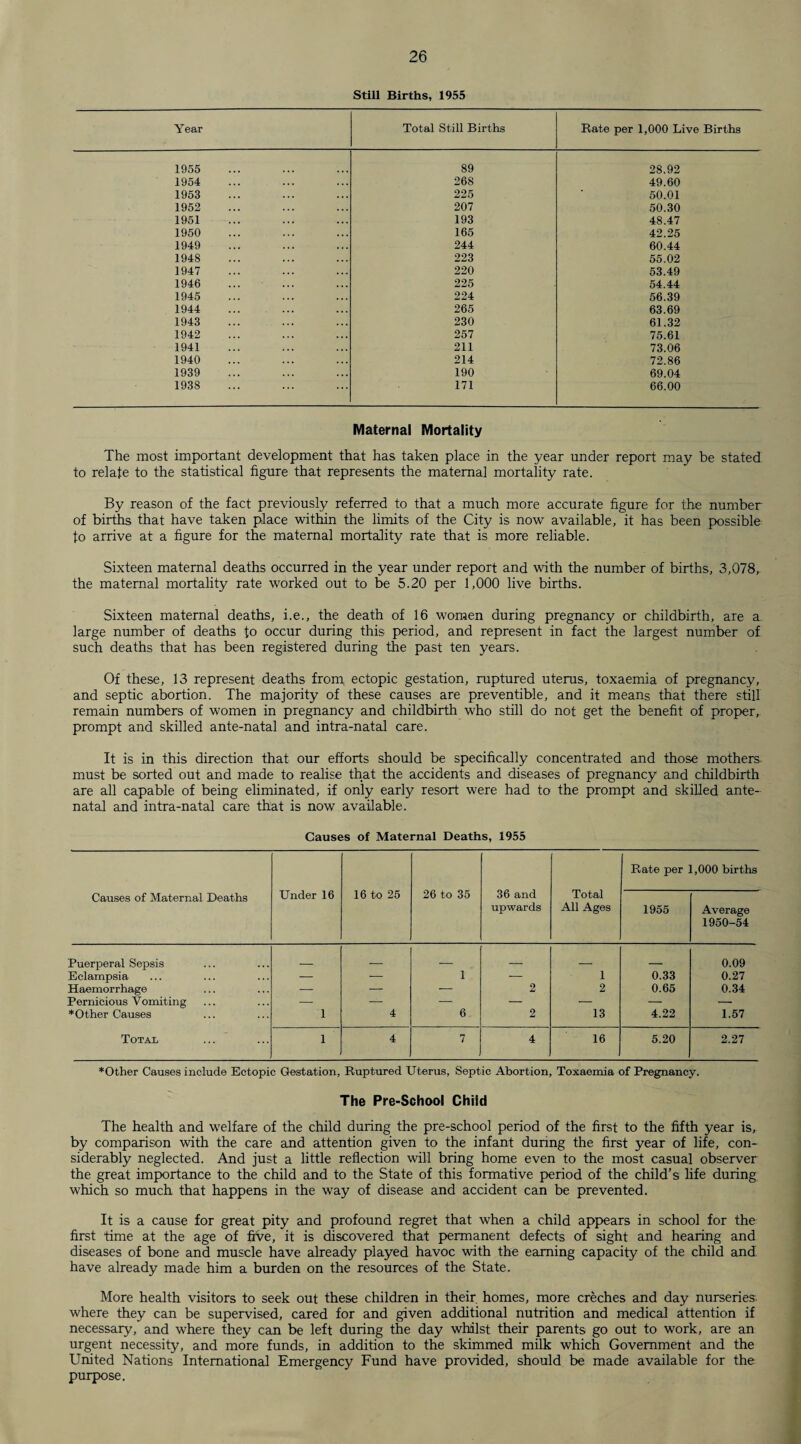 26
Still Births, 1955
Year Total Still Births Rate per 1,000 Live Births
1955 ... ... ... 89 28.92
1954 ... ... ... 268 49.60
1953 ... ... ... 225 50.01
1952 ... ... ... 207 50.30
1951 ... ... ... 193 48.47
1950 ... ... ... 165 42.25
1949 ... ... ... 244 60.44
1948 ... ... ... 223 55.02
1947 ... ... ... 220 53.49
1946 ... ... ... 225 54.44
1945 ... ... ... 224 56.39
1944 ... ... ... 265 63.69
1943 ... ... ... 230 61.32
1942 ... ... ... 257 75.61
1941 ... ... ... 211 73.06
1940 ... ... ... 214 72.86
1939 ... ... ... 190 69.04
1938 ... ... ... 171 66.00
Maternal Mortality
The most important development that has taken place in the year under report may be stated
to relate to the statistical figure that represents the maternal mortality rate.
By reason of the fact previously referred to that a much more accurate figure for the number
of births that have taken place within the limits of the City is now available, it has been possible
to arrive at a figure for the maternal mortality rate that is more reliable.
Sixteen maternal deaths occurred in the year under report and with the number of births, 3,078,
the maternal mortality rate worked out to be 5.20 per 1,000 live births.
Sixteen maternal deaths, i.e., the death of 16 women during pregnancy or childbirth, are a
large number of deaths to occur during this period, and represent in fact the largest number of
such deaths that has been registered during the past ten years.
Of these, 13 represent deaths from ectopic gestation, ruptured uterus, toxaemia of pregnancy,
and septic abortion. The majority of these causes are preventible, and it means that there still
remain numbers of women in pregnancy and childbirth who still do not get the benefit of proper,
prompt and skilled ante-natal and intra-natal care.
It is in this direction that our efforts should be specifically concentrated and those mothers
must be sorted out and made to realise that the accidents and diseases of pregnancy and childbirth
are all capable of being eliminated, if only early resort were had to the prompt and skilled ante-
natal and intra-natal care that is now available.
Causes of Maternal Deaths, 1955
Causes of Maternal Deaths Under 16 16 to 25 26 to 35 36 and upwards Total All Ages Rate per 1,000 births
1955 Average 1950-54
Puerperal Sepsis ... ... — — — — — — 0.09
Eclampsia ... ... ... — — 1 — 1 0.33 0.27
Haemorrhage ... ... — — — 2 2 0.65 0.34
Pernicious Vomiting ... ... — — — — — — —
*Other Causes ... ... 1 4 6 2 13 4.22 1.57
Total ... ... 1 4 7 4 16 5.20 2.27
*Other Causes include Ectopic Gestation, Ruptured Uterus, Septic Abortion, Toxaemia of Pregnancy.
The Pre-School Child
The health and welfare of the child during the pre-school period of the first to the fifth year is,
by comparison with the care and attention given to the infant during the first year of life, con-
siderably neglected. And just a little reflection will bring home even to the most casual observer
the great importance to the child and to the State of this formative period of the child's life during
which so much that happens in the way of disease and accident can be prevented.
It is a cause for great pity and profound regret that when a child appears in school for the
first time at the age of five, it is discovered that permanent defects of sight and hearing and
diseases of bone and muscle have already played havoc with the earning capacity of the child and
have already made him a burden on the resources of the State.
More health visitors to seek out these children in their homes, more crèches and day nurseries
where they can be supervised, cared for and given additional nutrition and medical attention if
necessary, and where they can be left during the day whilst their parents go out to work, are an
urgent necessity, and more funds, in addition to the skimmed milk which Government and the
United Nations International Emergency Fund have provided, should be made available for the
purpose.